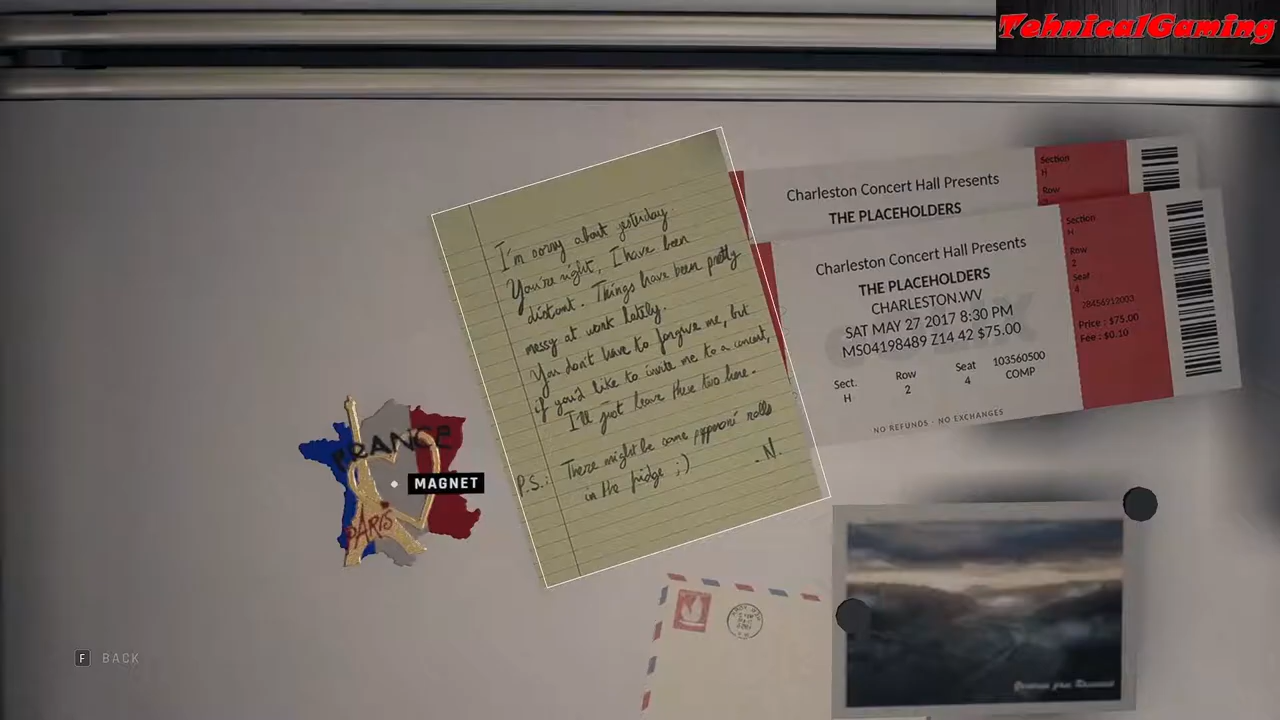 TehnicalGaming
I'm sorry about yesterday
You're right, I have been
distant. Things have been pretty
messy at work lately.
You don't have to forgive me, but
if you'd like to invite me to a concert,
I'll just leave these two here.
P.S.: There might be some pepperoni rolls
in the fridge ;)
-N.
Charleston Concert Hall Presents
THE PLACEHOLDERS
Section
H
Row
Charleston Concert Hall Presents
THE PLACEHOLDERS
CHARLESTON.WV
SAT MAY 27 2017 8:30 PM
MS04198489 Z14 42 $75.00
Sect.
H
Row
2
Seat
4
103560500
COMP
NO REFUNDS - NO EXCHANGES
Section
H
Row
2
Seat
4
28456912003
Price : $75.00
Fee : $0.10
FRANCE
PARIS
MAGNET
F BACK